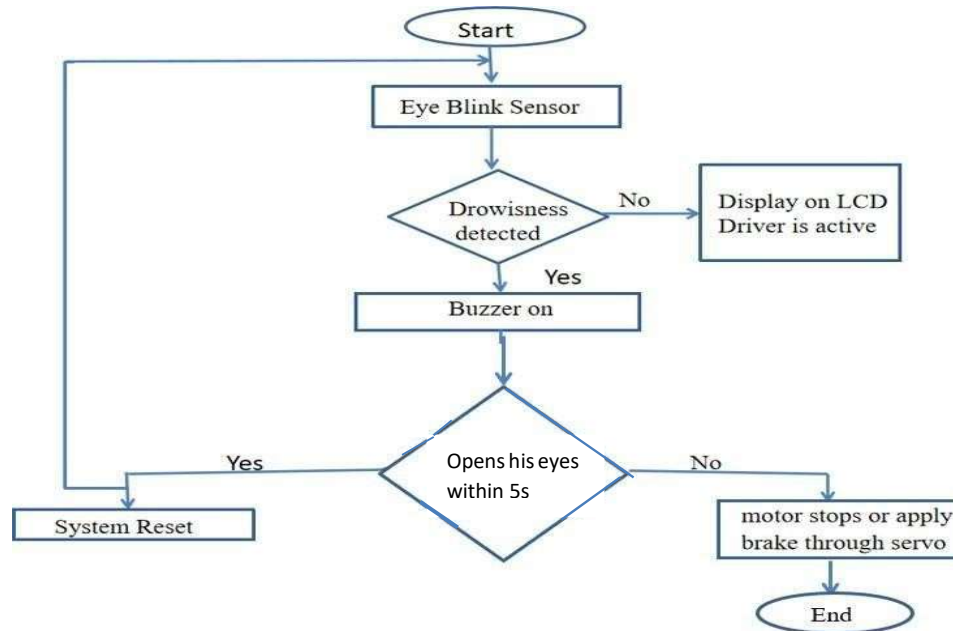 Start
Eye Blink Sensor
Drowisness
detected
No
Display on LCD
Driver is active
Yes
Buzzer on
Yes
Opens his eyes
within 5s
No
System Reset
motor stops or apply
brake through servo
End